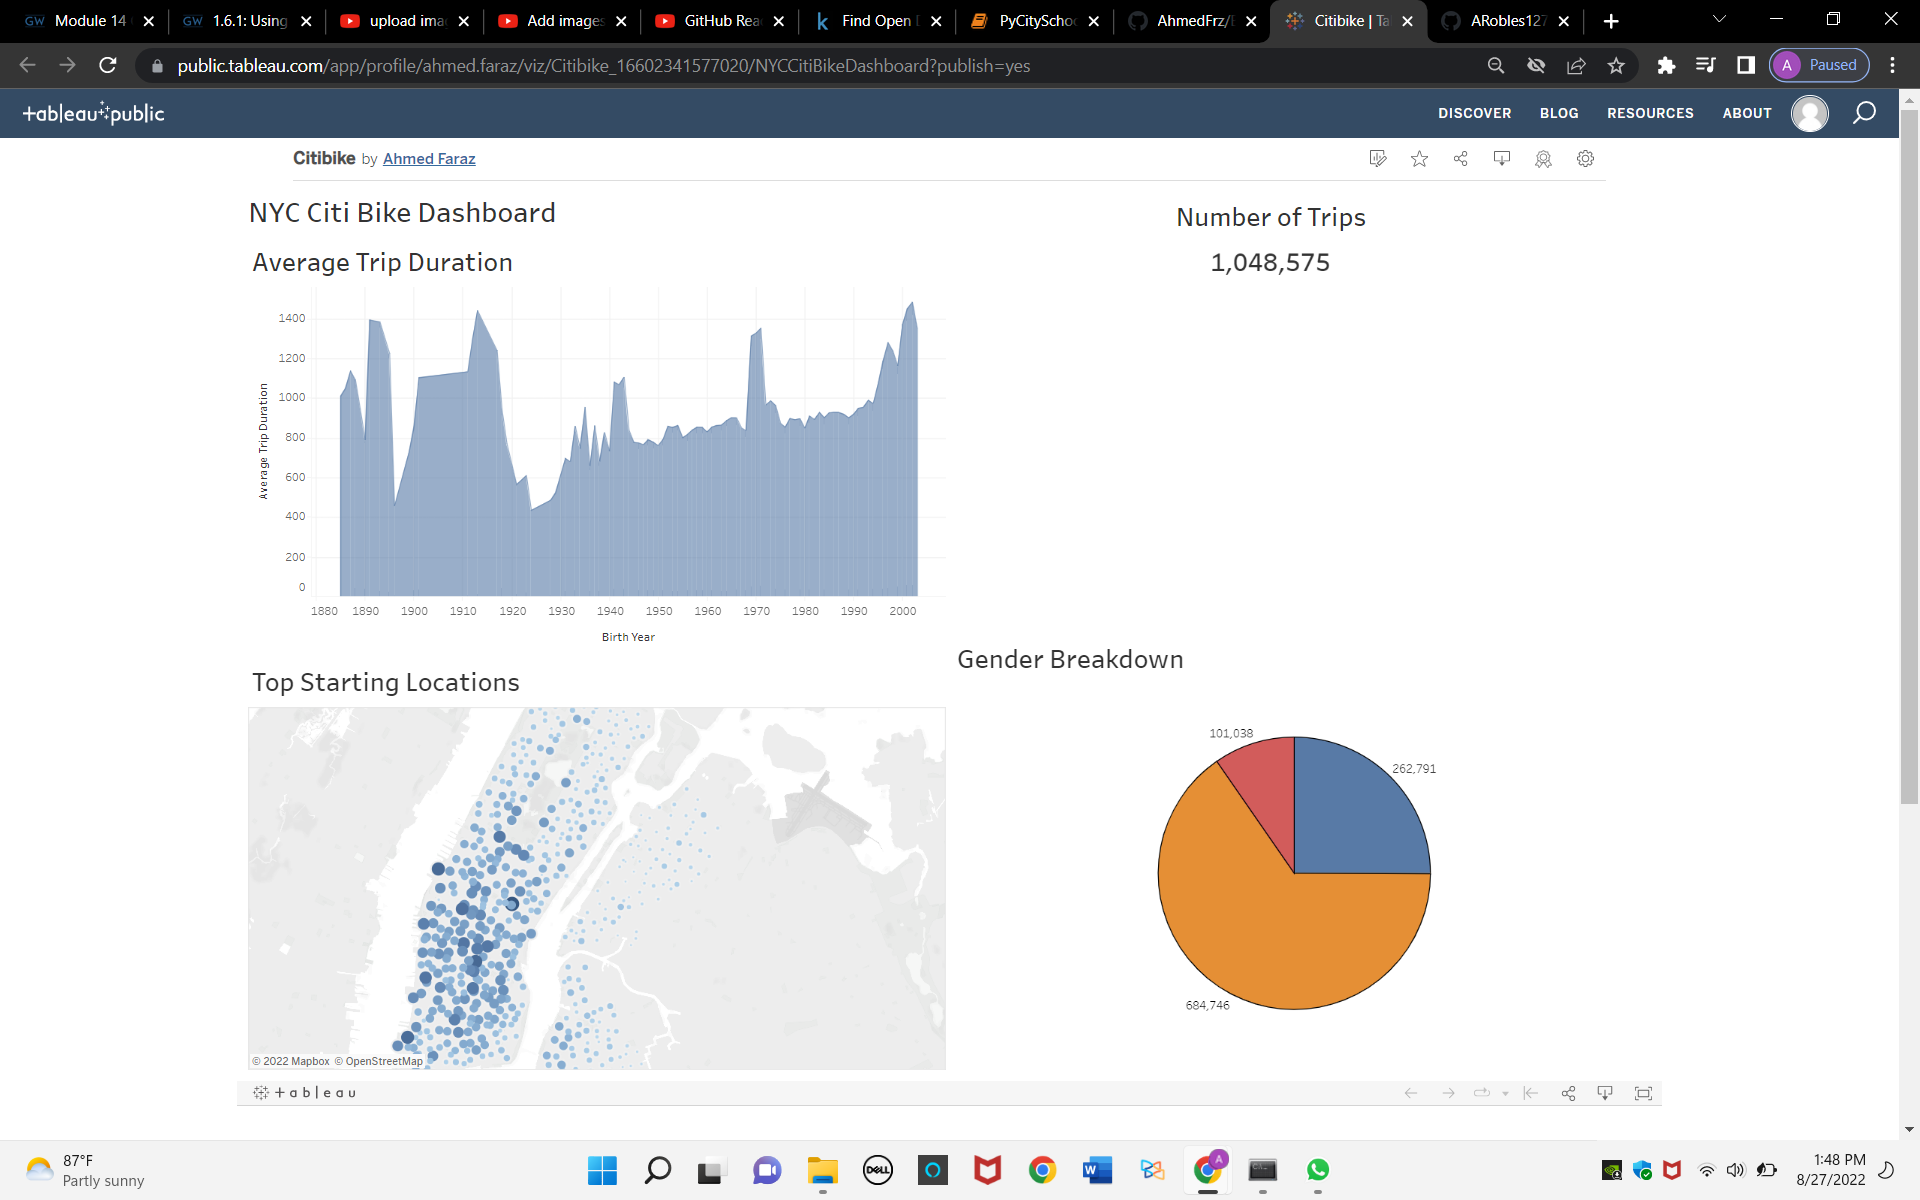 Module 14
1.6.1: Using
upload ima
Add images
GitHub Rea
Find Open
PyCitySchoo
AhmedFrz/
Citibike | Ta
ARobles127
public.tableau.com/app/profile/ahmed.faraz/viz/Citibike_16602341577020/NYCCitiBikeDashboard?publish=yes
A Paused
tableau public
DISCOVER BLOG RESOURCES ABOUT
Citibike by Ahmed Faraz
NYC Citi Bike Dashboard
Number of Trips
1,048,575
Average Trip Duration
1400
1200
1000
800
600
400
200
0
Average Trip Duration
1880 1890 1900 1910 1920 1930 1940 1950 1960 1970 1980 1990 2000
Birth Year
Gender Breakdown
101,038
262,791
684,746
Top Starting Locations
© 2022 Mapbox © OpenStreetMap
tableau
87°F
Partly sunny
DELL
A
1:48 PM
8/27/2022